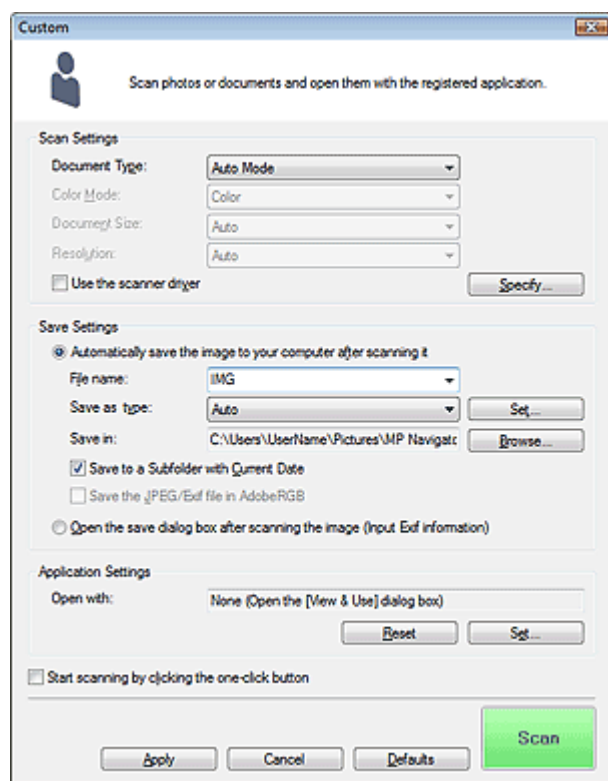 Custom
Scan photos or documents and open them with the registered application.
Scan Settings
Document Type: Auto Mode
Color Mode: Color
Document Size: Auto
Resolution: Auto
Use the scanner driver Specify...
Save Settings
Automatically save the image to your computer after scanning it
File name: IMG
Save as type: Auto Set...
Save in: C:\Users\UserName\Pictures\MP Navigato Browse...
Save to a Subfolder with Current Date
Save the JPEG/Exif file in AdobeRGB
Open the save dialog box after scanning the image (Input Exif information)
Application Settings
Open with: None (Open the [View & Use] dialog box)
Reset Set...
Start scanning by clicking the one-click button
Scan
Apply Cancel Defaults